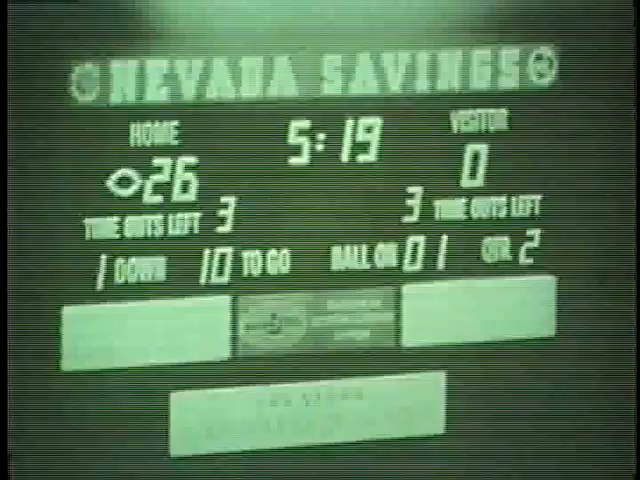 NEVADA SAVINGS
HOME 5:19 VISITOR
26 0
TIME OUTS LEFT 3 3 TIME OUTS LEFT
1 DOWN 10 TO GO BALL ON 01 QTR 2